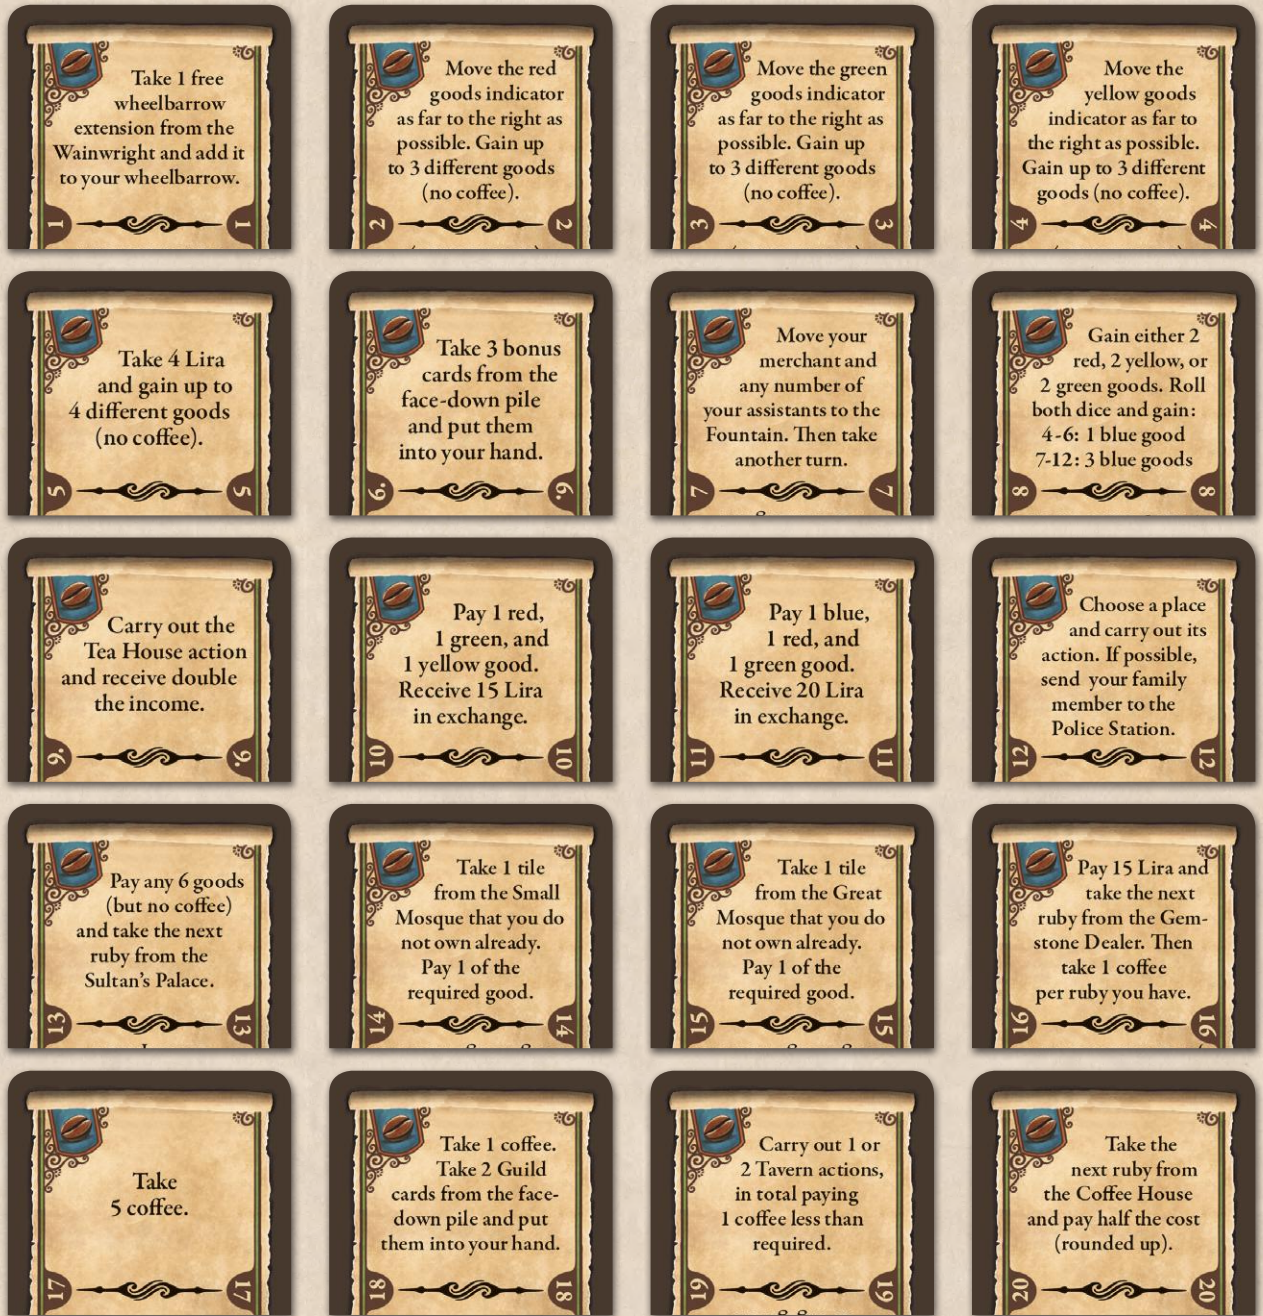 Take 1 free
wheelbarrow
extension from the
Wainwright and add it
to your wheelbarrow.
1
1
Move the red
goods indicator
as far to the right as
possible. Gain up
to 3 different goods
(no coffee).
2
2
Move the green
goods indicator
as far to the right as
possible. Gain up
to 3 different goods
(no coffee).
3
3
Move the
yellow goods
indicator as far to
the right as possible.
Gain up to 3 different
goods (no coffee).
4
4
Take 4 Lira
and gain up to
4 different goods
(no coffee).
5
5
Take 3 bonus
cards from the
face-down pile
and put them
into your hand.
6.
6.
Move your
merchant and
any number of
your assistants to the
Fountain. Then take
another turn.
7
7
Gain either 2
red, 2 yellow, or
2 green goods. Roll
both dice and gain:
4-6: 1 blue good
7-12: 3 blue goods
8
8
Carry out the
Tea House action
and receive double
the income.
9.
9.
Pay 1 red,
1 green, and
1 yellow good.
Receive 15 Lira
in exchange.
10
10
Pay 1 blue,
1 red, and
1 green good.
Receive 20 Lira
in exchange.
11
11
Choose a place
and carry out its
action. If possible,
send your family
member to the
Police Station.
12
12
Pay any 6 goods
(but no coffee)
and take the next
ruby from the
Sultan's Palace.
13
13
Take 1 tile
from the Small
Mosque that you do
not own already.
Pay 1 of the
required good.
14
14
Take 1 tile
from the Great
Mosque that you do
not own already.
Pay 1 of the
required good.
15
15
Pay 15 Lira and
take the next
ruby from the Gem-
stone Dealer. Then
take 1 coffee
per ruby you have.
16
16
Take
5 coffee.
17
17
Take 1 coffee.
Take 2 Guild
cards from the face-
down pile and put
them into your hand.
18
18
Carry out 1 or
2 Tavern actions,
in total paying
1 coffee less than
required.
19
19
Take the
next ruby from
the Coffee House
and pay half the cost
(rounded up).
20
20